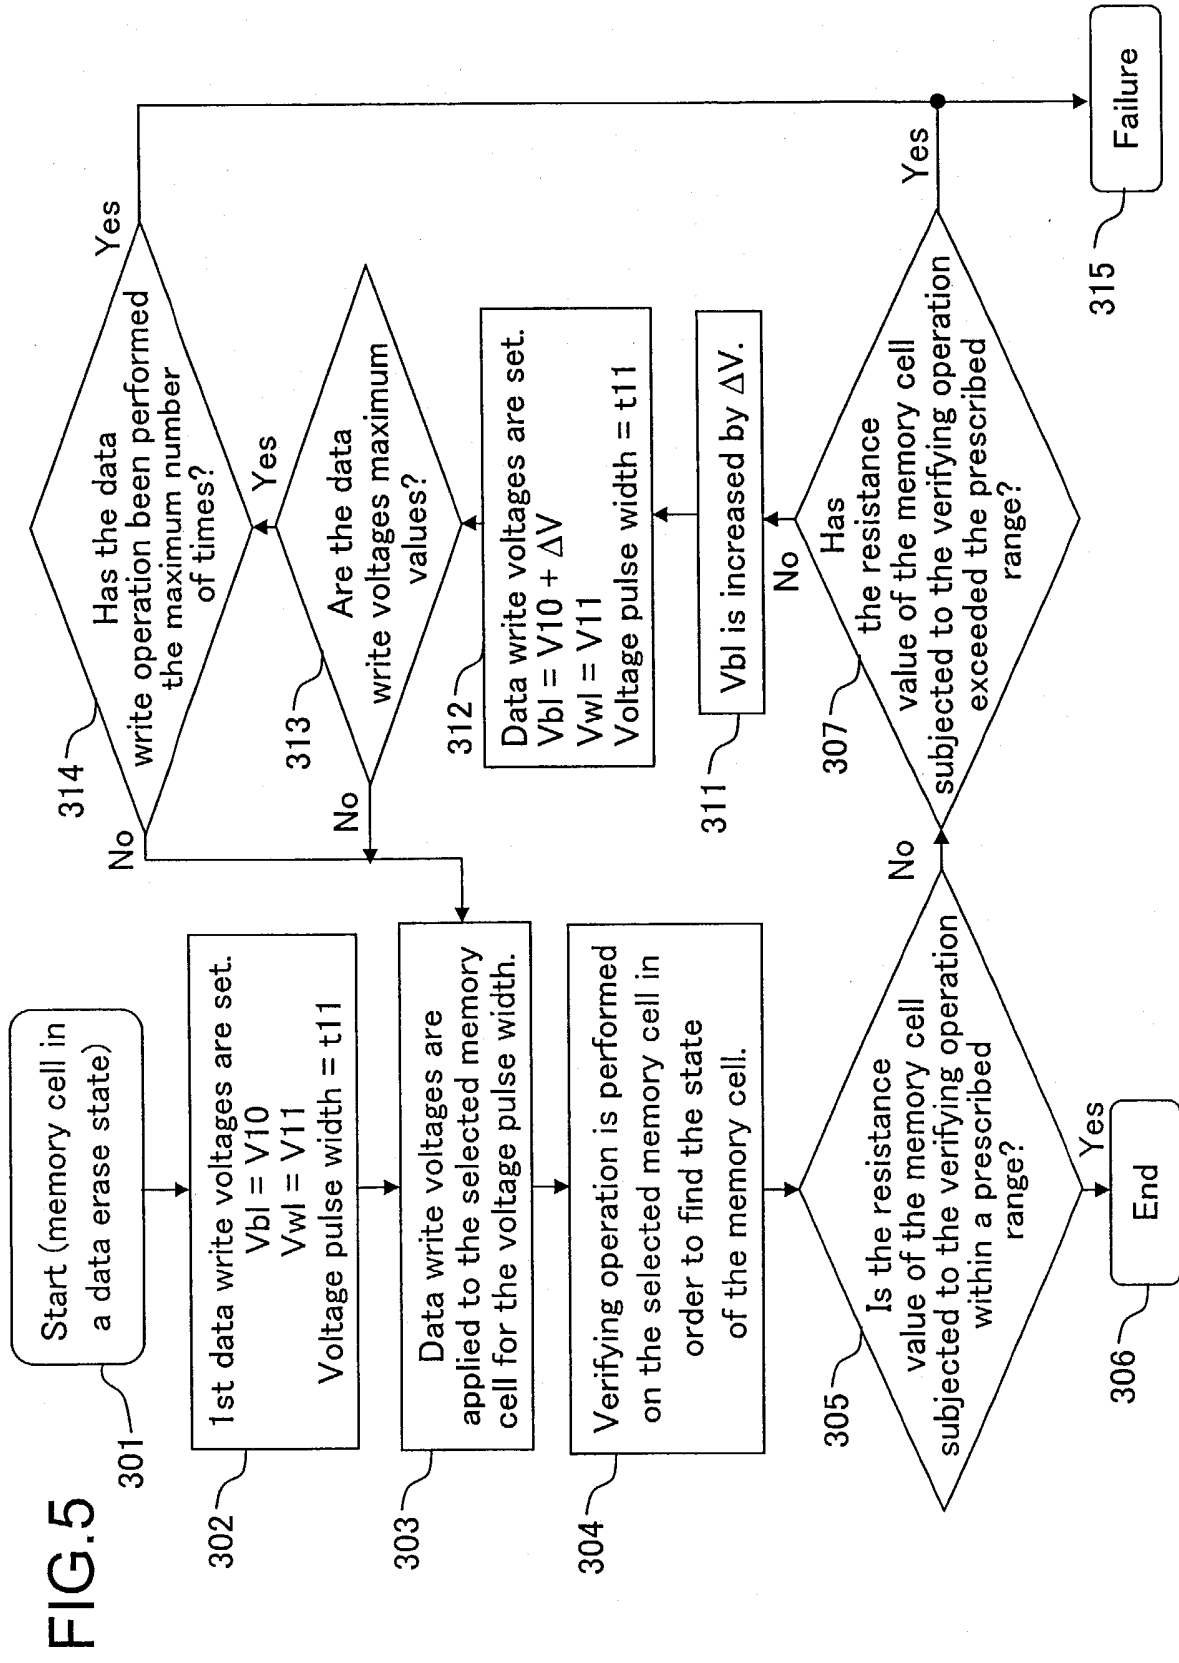 FIG.5
301
Start (memory cell in
a data erase state)
302
1st data write voltages are set.
Vbl = V10
Vwl = V11
Voltage pulse width = t11
303
Data write voltages are
applied to the selected memory
cell for the voltage pulse width.
304
Verifying operation is performed
on the selected memory cell in
order to find the state
of the memory cell.
305
Is the resistance
value of the memory cell
subjected to the verifying operation
within a prescribed
range?
Yes
No
306
End
307
Has
the resistance
value of the memory cell
subjected to the verifying operation
exceeded the prescribed
range?
No
Yes
311
Vbl is increased by ΔV.
312
Data write voltages are set.
Vbl = V10 + ΔV
Vwl = V11
Voltage pulse width = t11
313
Are the data
write voltages maximum
values?
No
Yes
314
Has the data
write operation been performed
the maximum number
of times?
No
Yes
315
Failure